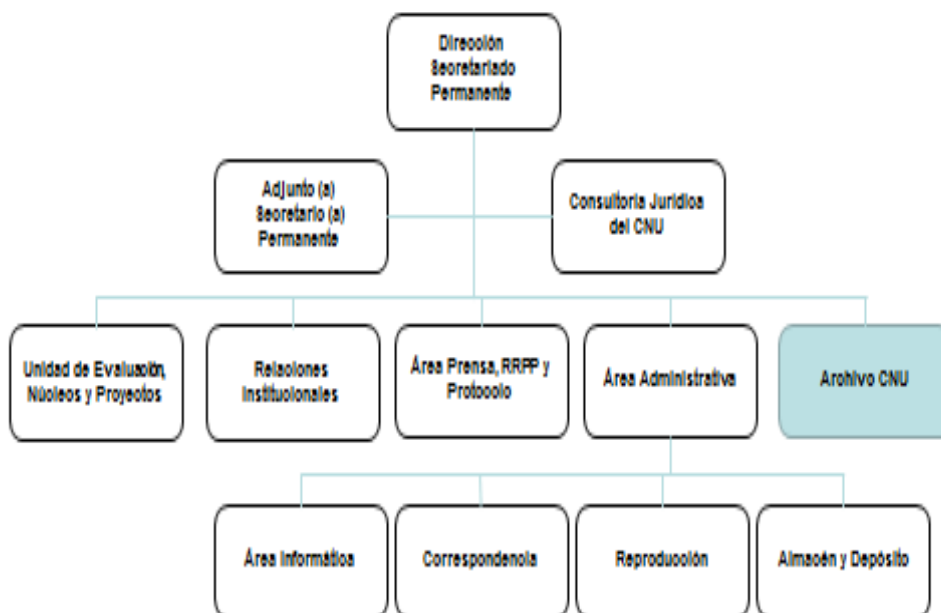 Dirección
Secretariado
Permanente
Adjunto (a)
Secretario (a)
Permanente
Consultoria Jurídica
del CNU
Unidad de Evaluación,
Núcleos y Proyectos
Relaciones
Institucionales
Área Prensa, RRPP y
Protocolo
Área Administrativa
Archivo CNU
Área Informática
Correspondencia
Reproducción
Almacén y Depósito